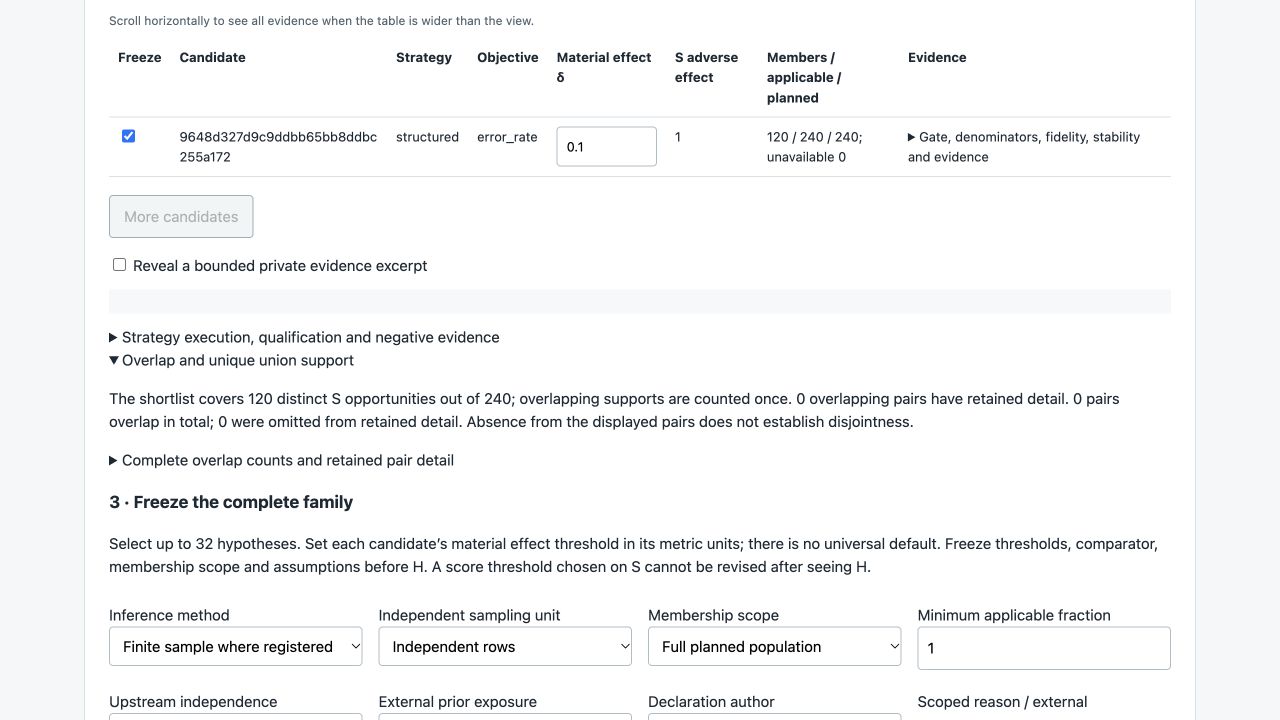 Scroll horizontally to see all evidence when the table is wider than the view.
Freeze Candidate Strategy Objective Material effect δ S adverse effect Members / applicable / planned Evidence
9648d327d9c9ddbb65bb8ddbc255a172 structured error_rate 0.1 1 120 / 240 / 240; unavailable 0 ▶ Gate, denominators, fidelity, stability and evidence
More candidates
Reveal a bounded private evidence excerpt
▶ Strategy execution, qualification and negative evidence
▼ Overlap and unique union support
The shortlist covers 120 distinct S opportunities out of 240; overlapping supports are counted once. 0 overlapping pairs have retained detail. 0 pairs
overlap in total; 0 were omitted from retained detail. Absence from the displayed pairs does not establish disjointness.
▶ Complete overlap counts and retained pair detail
3 · Freeze the complete family
Select up to 32 hypotheses. Set each candidate’s material effect threshold in its metric units; there is no universal default. Freeze thresholds, comparator,
membership scope and assumptions before H. A score threshold chosen on S cannot be revised after seeing H.
Inference method Independent sampling unit Membership scope Minimum applicable fraction
Finite sample where registered Independent rows Full planned population 1
Upstream independence External prior exposure Declaration author Scoped reason / external